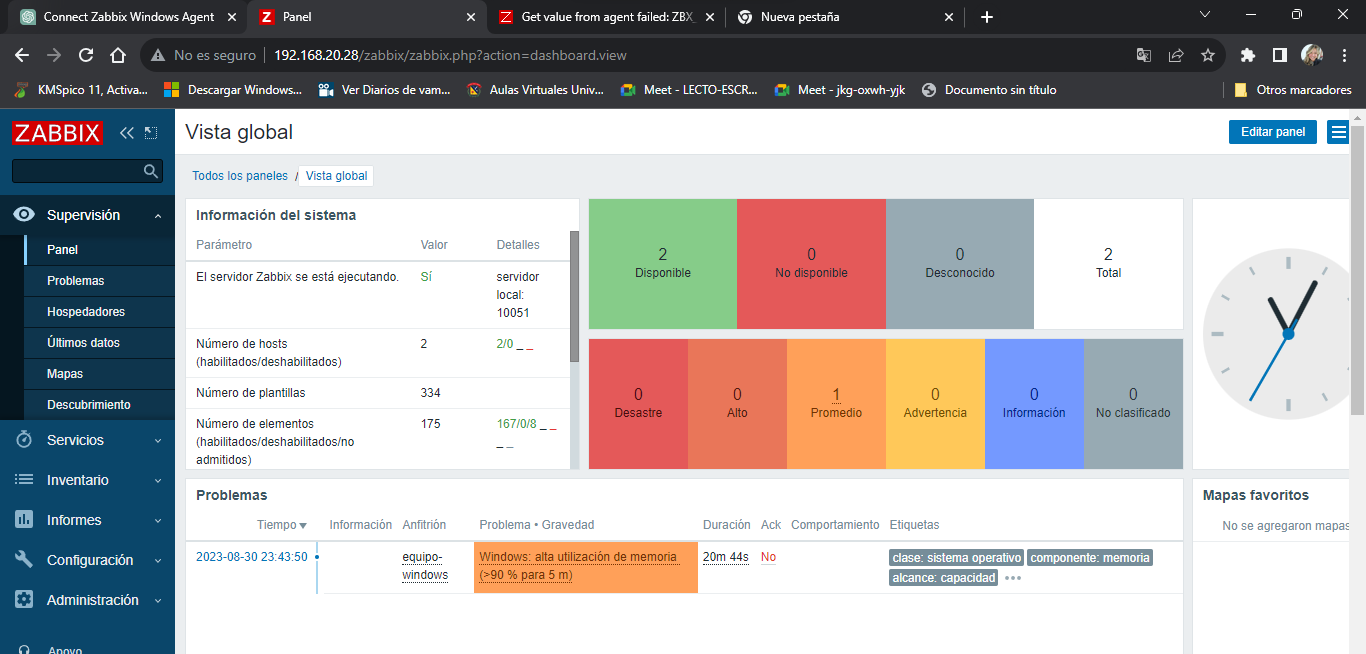 Connect Zabbix Windows Agent
Panel
Get value from agent failed: ZBX_
Nueva pestaña
No es seguro
192.168.20.28/zabbix/zabbix.php?action=dashboard.view
KMSpico 11, Activa...
Descargar Windows...
Ver Diarios de vam...
Aulas Virtuales Univ...
Meet - LECTO-ESCR...
Meet - jkg-oxwh-yjk
Documento sin título
Otros marcadores
ZABBIX
Supervisión
Panel
Problemas
Hospedadores
Últimos datos
Mapas
Descubrimiento
Servicios
Inventario
Informes
Configuración
Administración
Apoyo
Vista global
Editar panel
Todos los paneles / Vista global
Información del sistema
Parámetro Valor Detalles
El servidor Zabbix se está ejecutando. Sí servidor
local:
10051
Número de hosts 2 2/0 _ _
(habilitados/deshabilitados)
Número de plantillas 334
Número de elementos 175 167/0/8 _ _
(habilitados/deshabilitados/no _ _
admitidos)
2
Disponible
0
No disponible
0
Desconocido
2
Total
0
Desastre
0
Alto
1
Promedio
0
Advertencia
0
Información
0
No clasificado
Problemas
Tiempo Información Anfitrión Problema • Gravedad Duración Ack Comportamiento Etiquetas
2023-08-30 23:43:50 equipo- Windows: alta utilización de memoria 20m 44s No clase: sistema operativo componente: memoria
windows (>90 % para 5 m) alcance: capacidad •••
Mapas favoritos
No se agregaron mapas